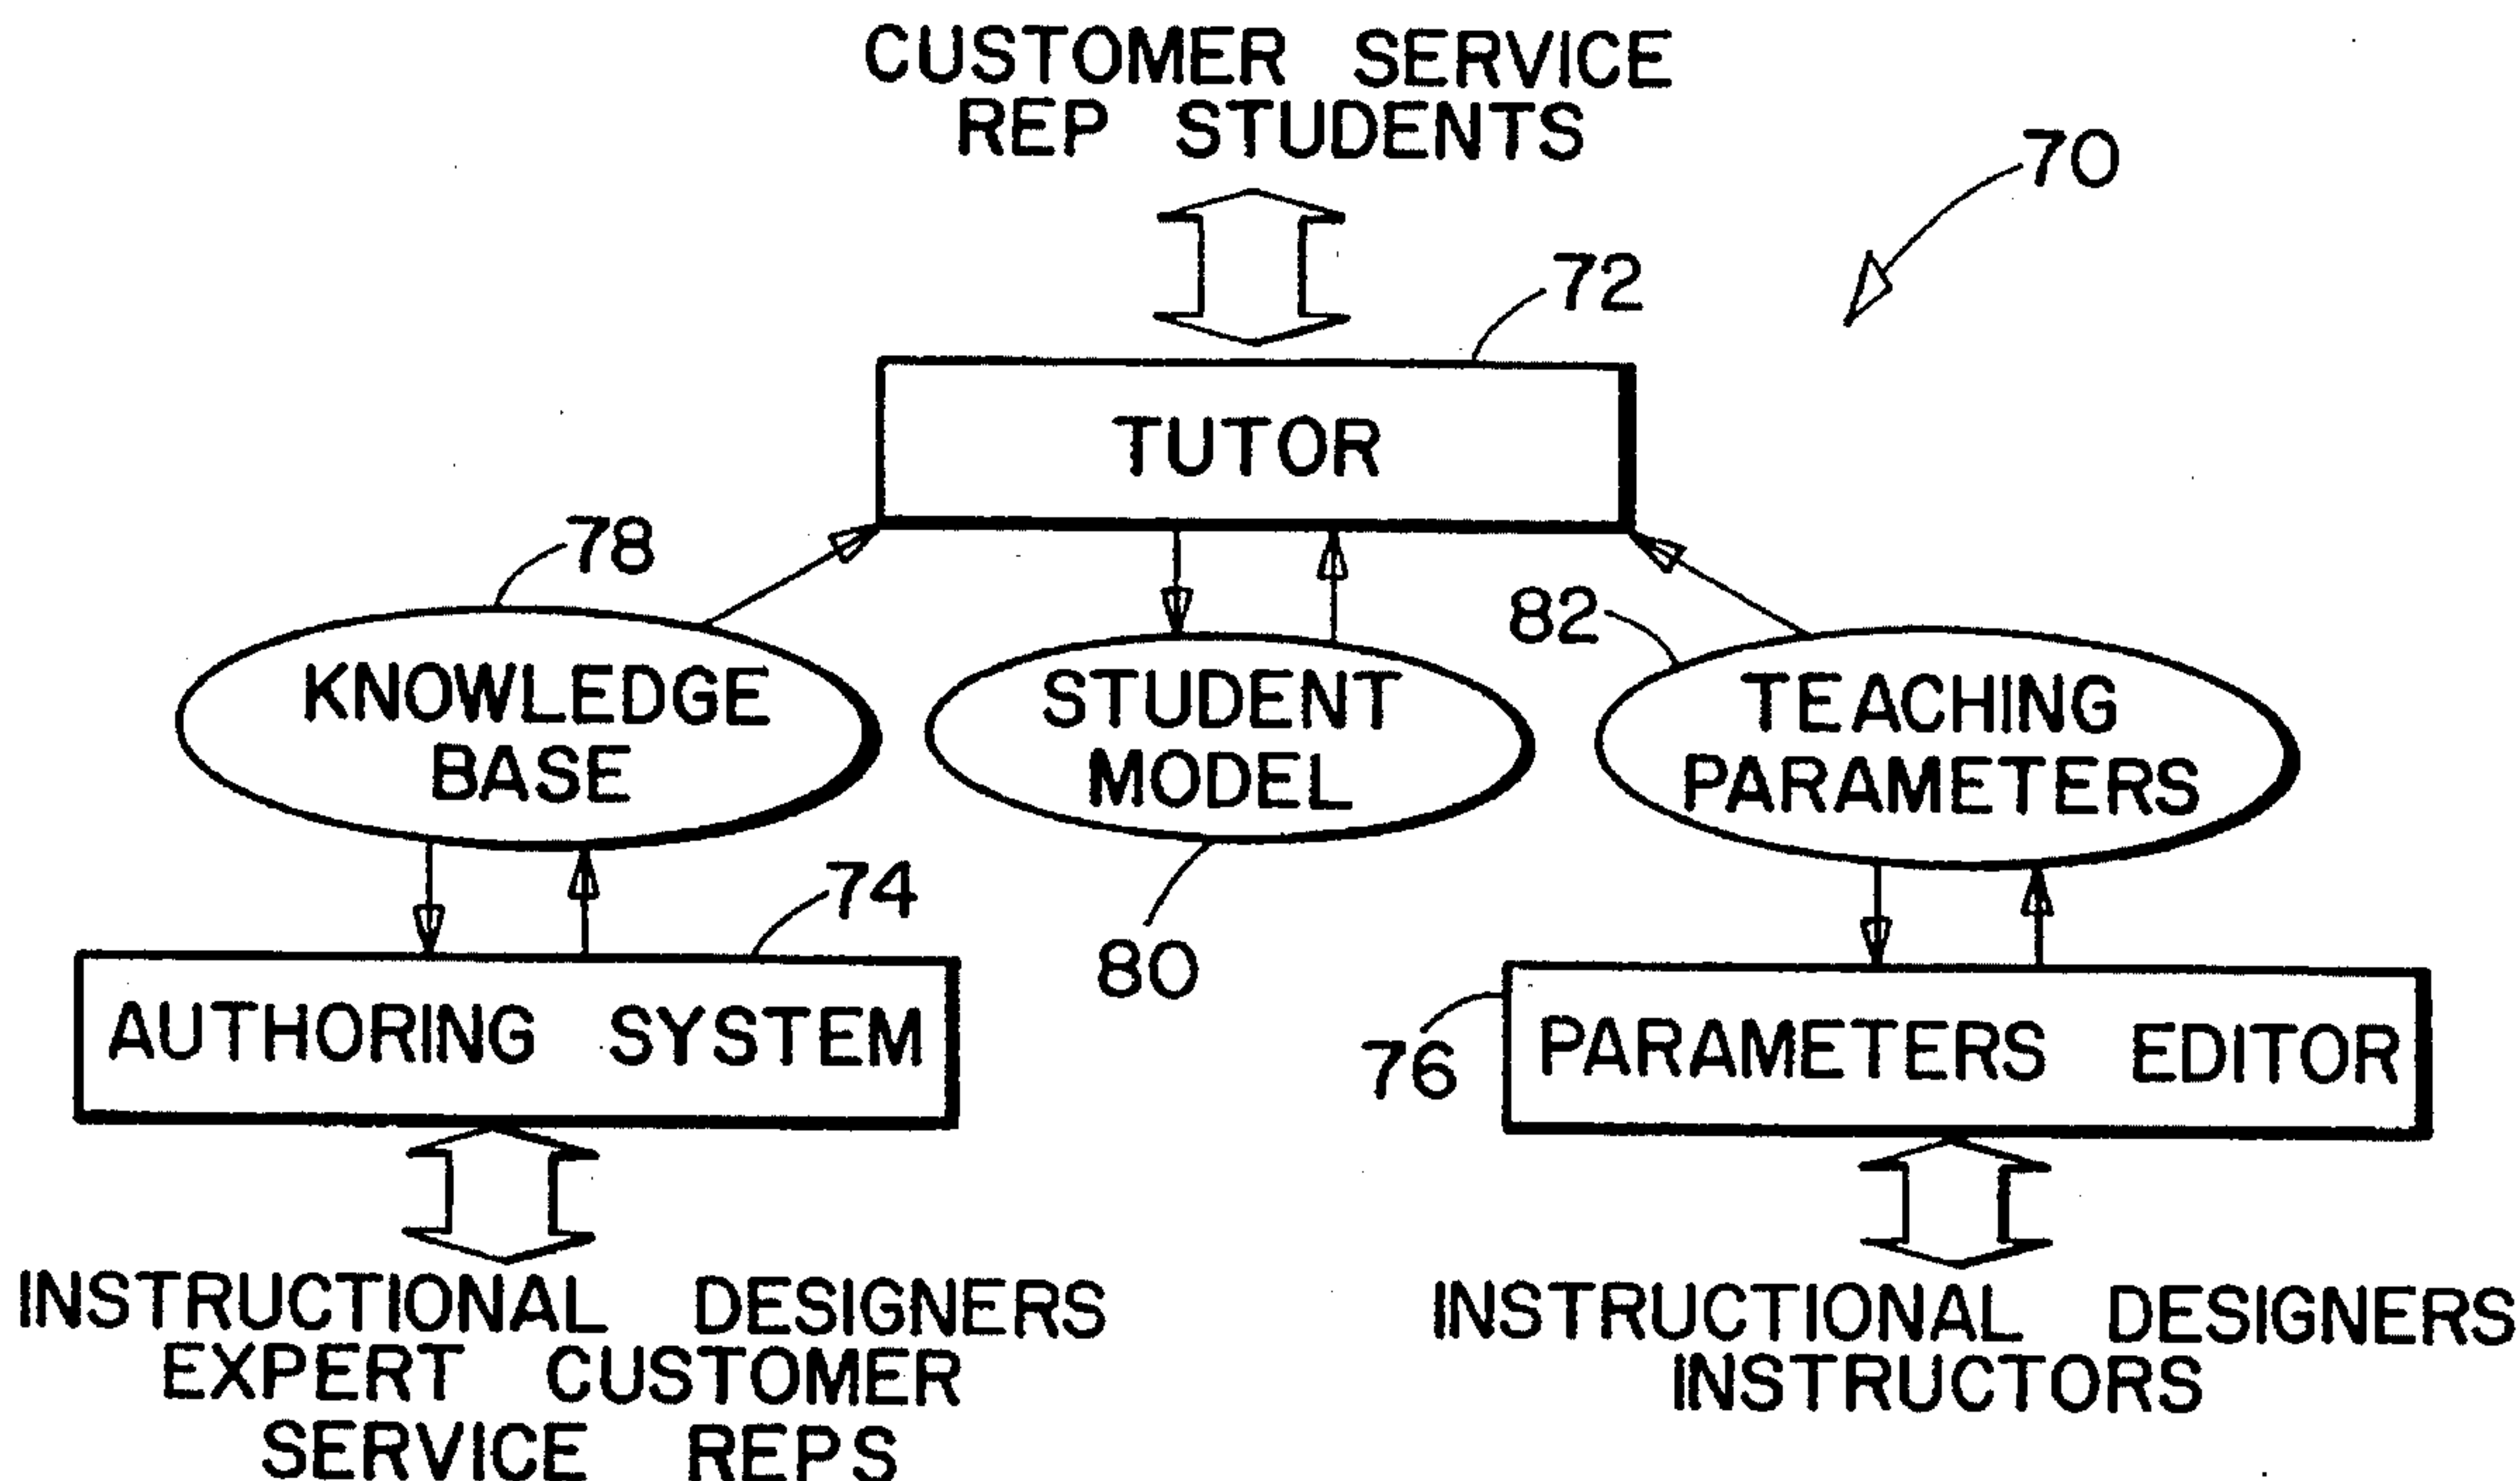 CUSTOMER SERVICE
REP STUDENTS
70
72
TUTOR
78
82
KNOWLEDGE
BASE
STUDENT
MODEL
TEACHING
PARAMETERS
74
80
AUTHORING SYSTEM
76
PARAMETERS EDITOR
INSTRUCTIONAL DESIGNERS
EXPERT CUSTOMER
SERVICE REPS
INSTRUCTIONAL DESIGNERS
INSTRUCTORS